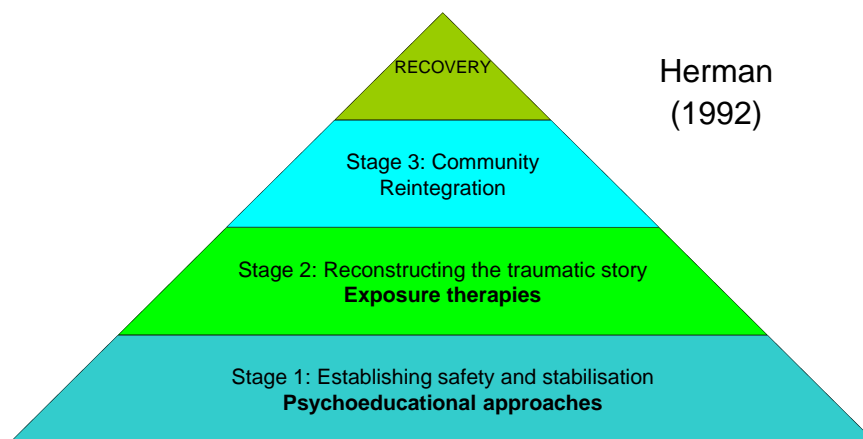 RECOVERY
Herman
(1992)
Stage 3: Community
Reintegration
Stage 2: Reconstructing the traumatic story
Exposure therapies
Stage 1: Establishing safety and stabilisation
Psychoeducational approaches